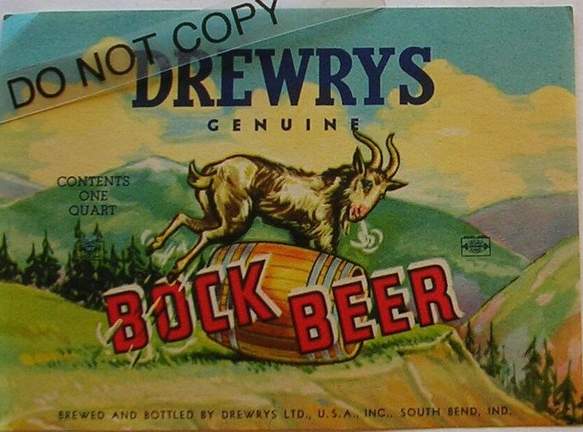 DO NOT COPY
DREWRYS
GENUINE
CONTENTS
ONE
QUART
BOCK BEER
BREWED AND BOTTLED BY DREWRYS LTD., U.S.A., INC., SOUTH BEND, IND.